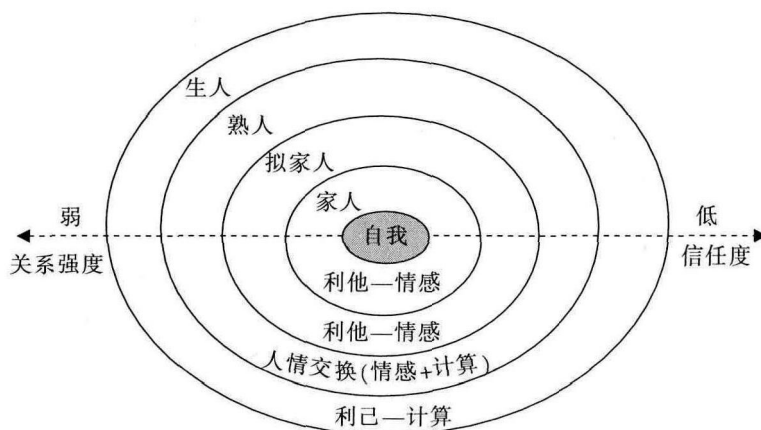 生人
熟人
拟家人
家人
弱
低
自我
关系强度
信任度
利他—情感
利他—情感
人情交换(情感+计算)
利己—计算